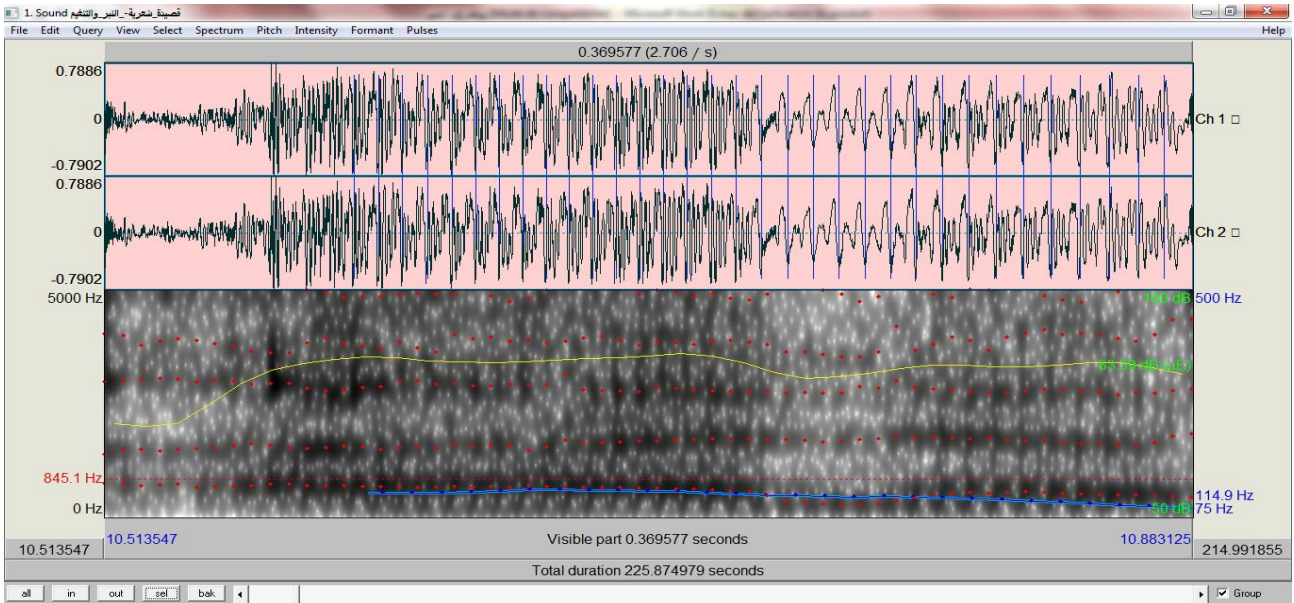 1. Sound قصيدة_شعرية-_النبر_والتنغيم
File Edit Query View Select Spectrum Pitch Intensity Formant Pulses Help
0.369577 (2.706 / s)
0.7886
0
-0.7902
Ch 1
0.7886
0
-0.7902
Ch 2
5000 Hz
100 dB
500 Hz
845.1 Hz
114.9 Hz
0 Hz
50 dB
75 Hz
10.513547
Visible part 0.369577 seconds
10.883125
10.513547
214.991855
Total duration 225.874979 seconds
all in out sel bak
Group